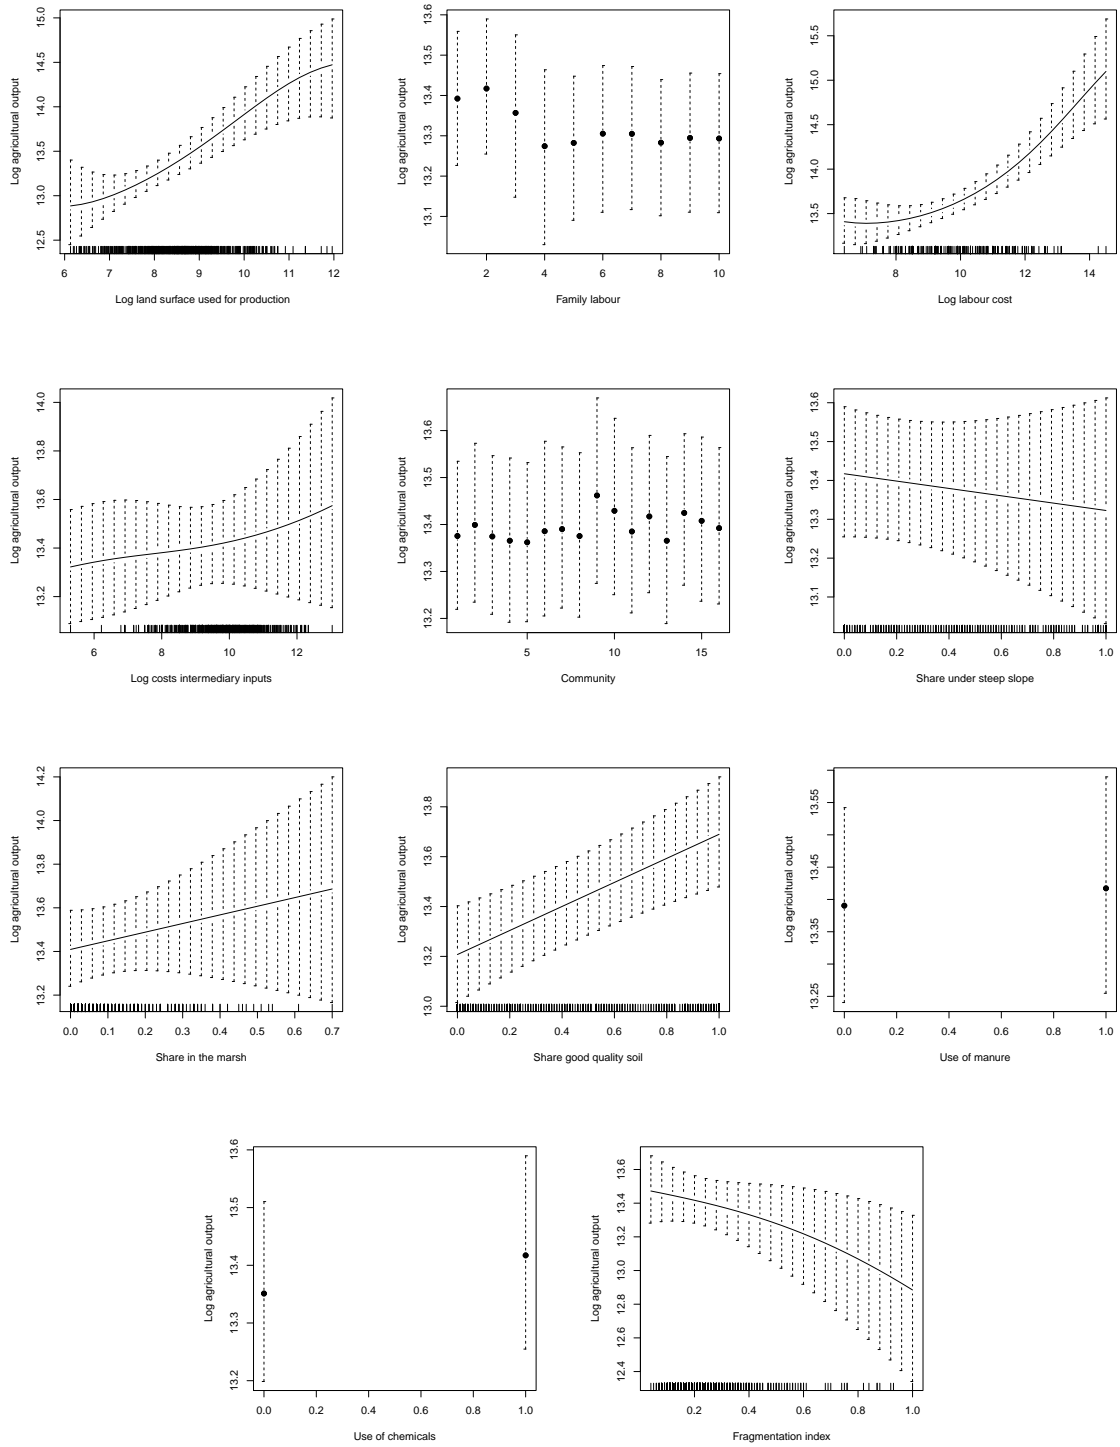 Log agricultural output
12.5 13.0 13.5 14.0 14.5 15.0
6 7 8 9 10 11 12
Log land surface used for production
Log agricultural output
13.1 13.2 13.3 13.4 13.5 13.6
2 4 6 8 10
Family labour
Log agricultural output
13.5 14.0 14.5 15.0 15.5
8 10 12 14
Log labour cost
Log agricultural output
13.2 13.4 13.6 13.8 14.0
6 8 10 12
Log costs intermediary inputs
Log agricultural output
13.2 13.3 13.4 13.5 13.6
5 10 15
Community
Log agricultural output
13.1 13.2 13.3 13.4 13.5 13.6
0.0 0.2 0.4 0.6 0.8 1.0
Share under steep slope
Log agricultural output
13.2 13.4 13.6 13.8 14.0 14.2
0.0 0.1 0.2 0.3 0.4 0.5 0.6 0.7
Share in the marsh
Log agricultural output
13.0 13.2 13.4 13.6 13.8
0.0 0.2 0.4 0.6 0.8 1.0
Share good quality soil
Log agricultural output
13.25 13.35 13.45 13.55
0.0 0.2 0.4 0.6 0.8 1.0
Use of manure
Log agricultural output
13.2 13.3 13.4 13.5 13.6
0.0 0.2 0.4 0.6 0.8 1.0
Use of chemicals
Log agricultural output
12.4 12.6 12.8 13.0 13.2 13.4 13.6
0.2 0.4 0.6 0.8 1.0
Fragmentation index